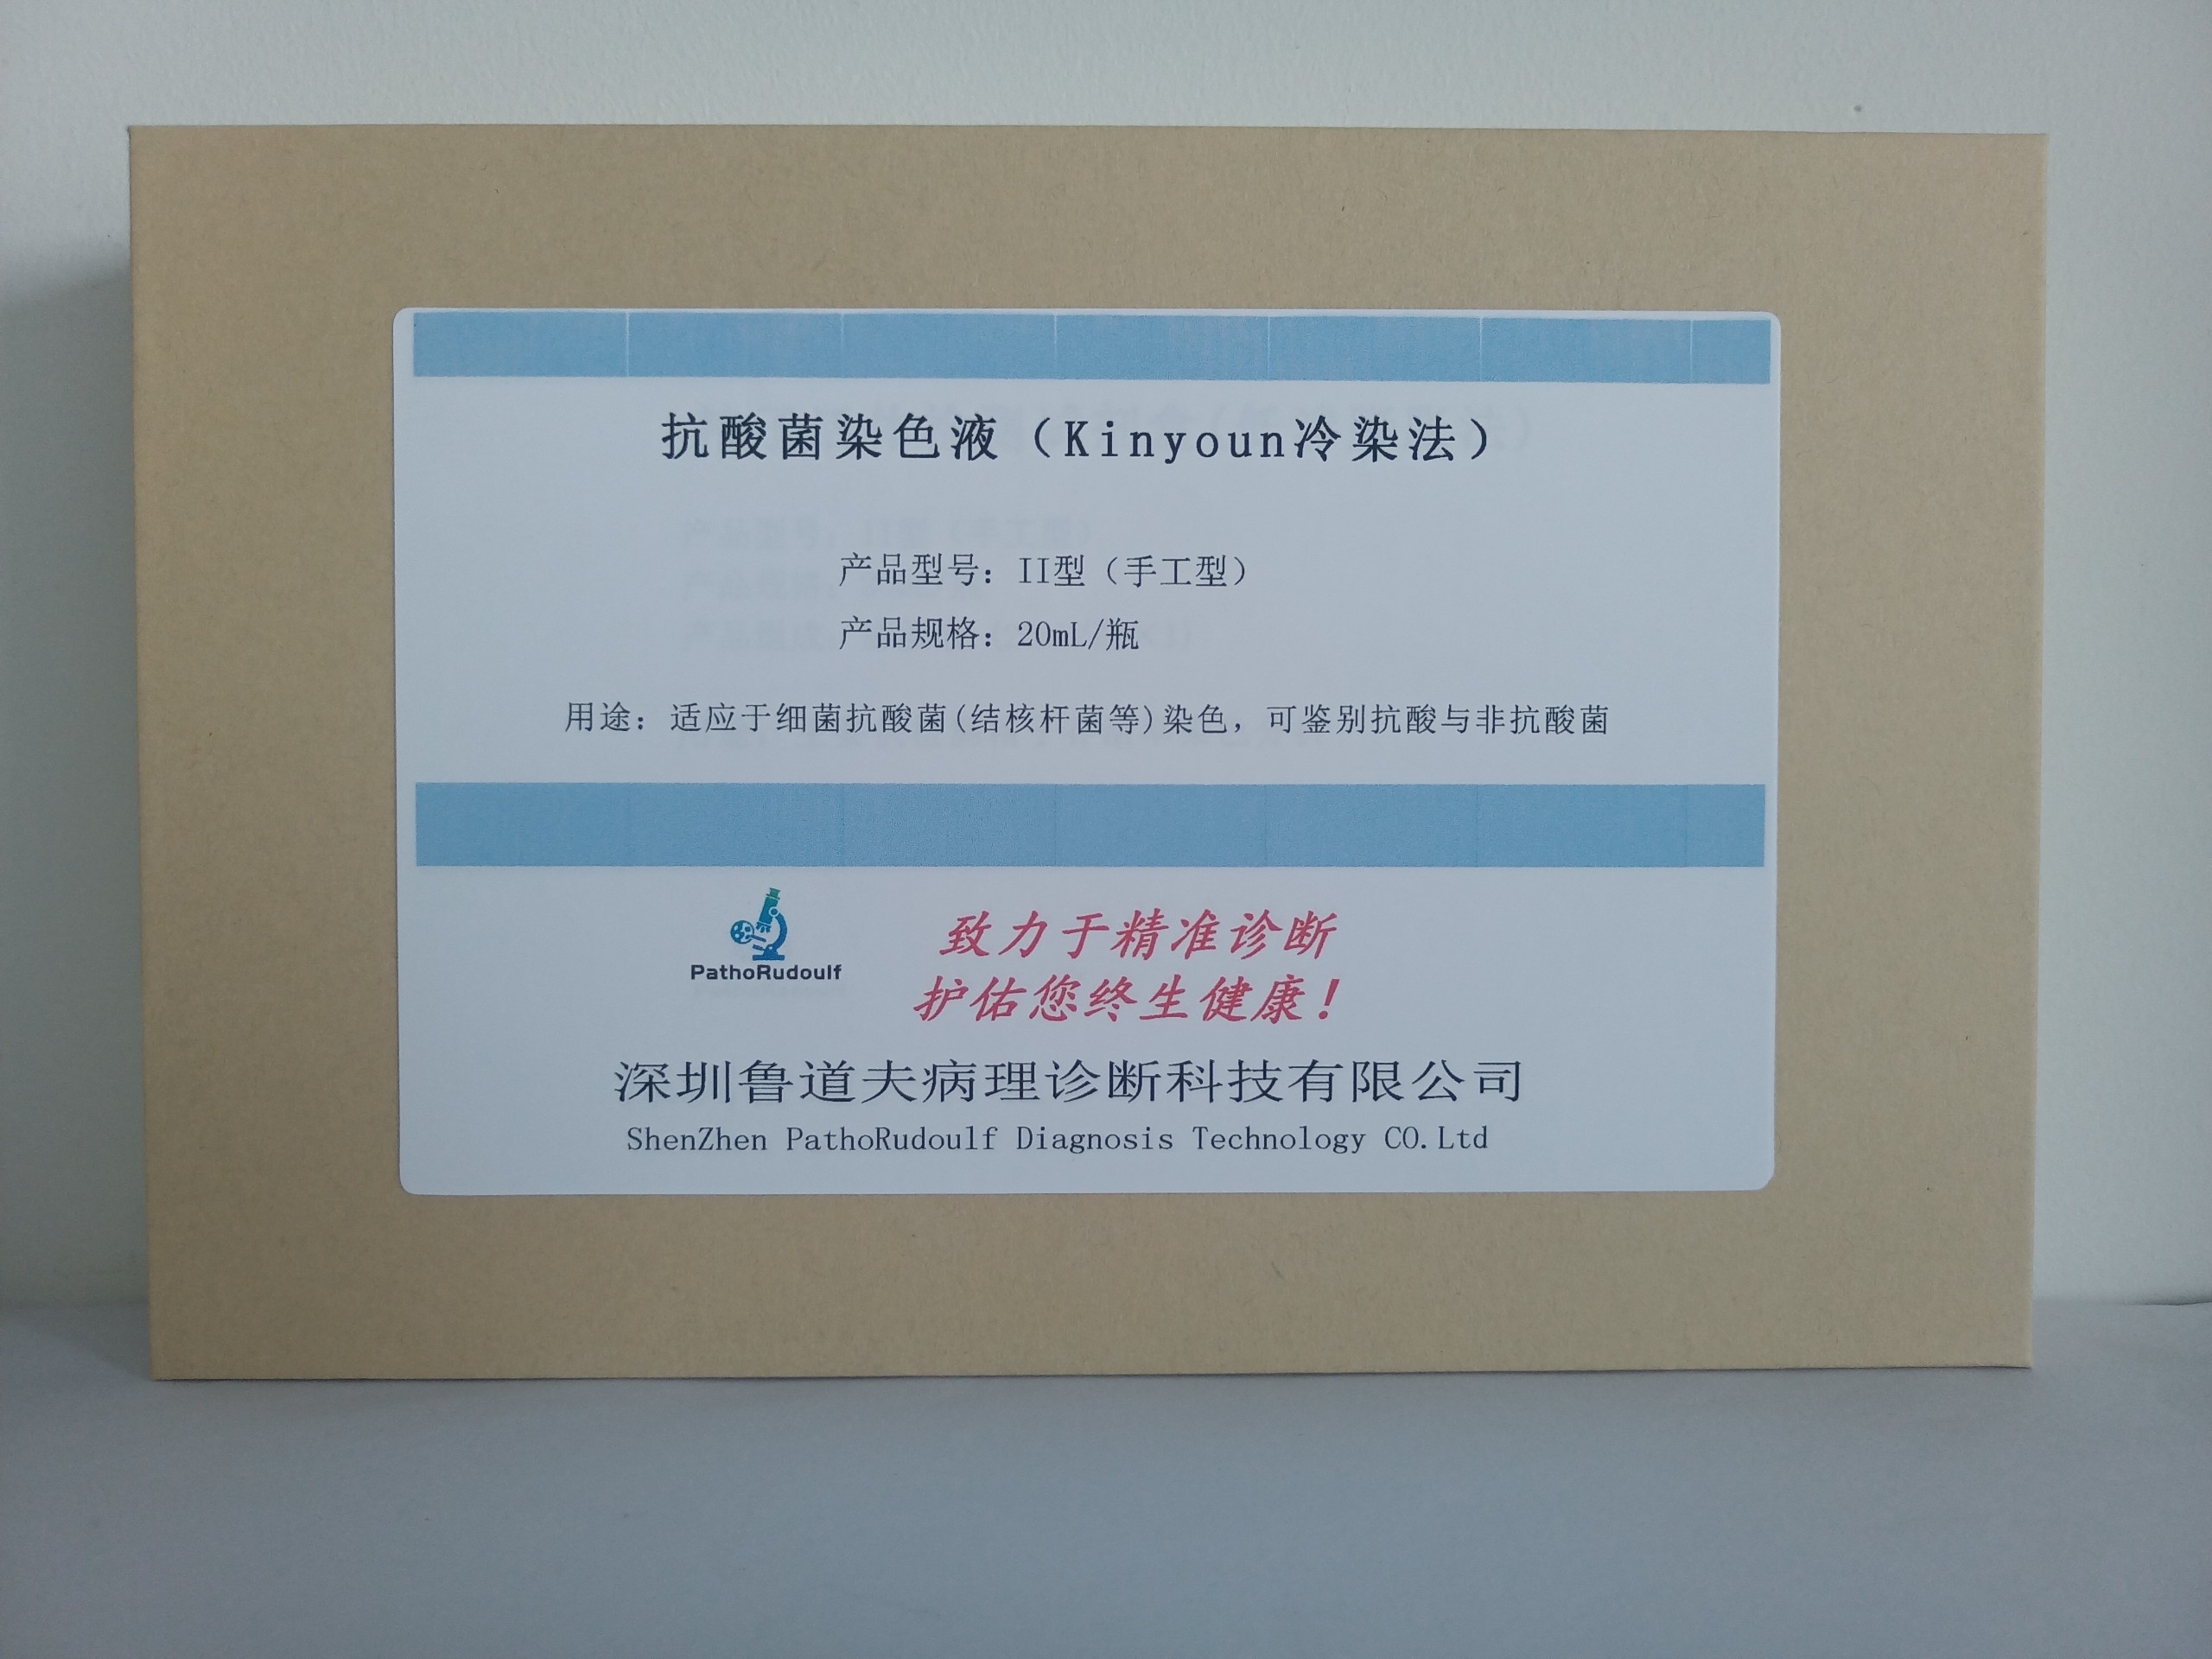 抗酸菌染色液（Kinyoun冷染法）
产品型号：II型（手工型）
产品规格：20mL/瓶
用途：适应于细菌抗酸菌(结核杆菌等)染色，可鉴别抗酸与非抗酸菌
PathoRudoulf
致力于精准诊断
护佑您终生健康！
深圳鲁道夫病理诊断科技有限公司
ShenZhen PathoRudoulf Diagnosis Technology CO.Ltd